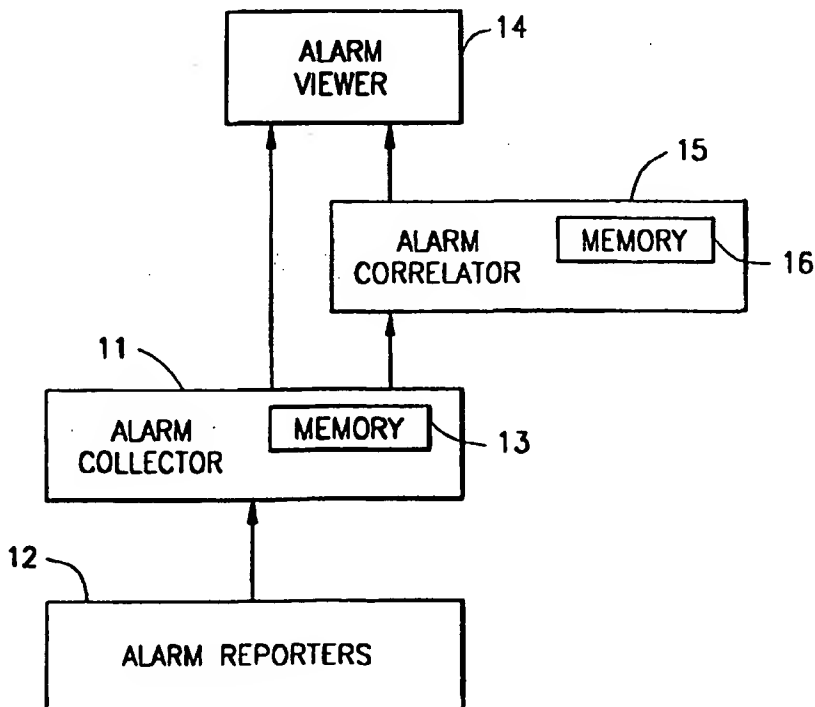 14
ALARM
VIEWER
15
ALARM
CORRELATOR
MEMORY
16
11
ALARM
COLLECTOR
MEMORY
13
12
ALARM REPORTERS